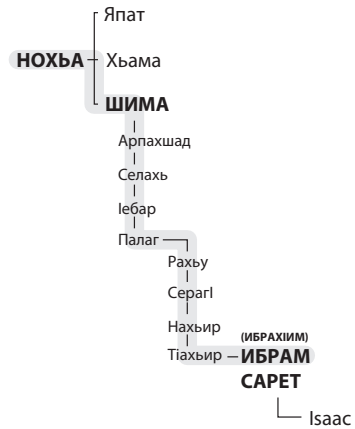 Япат
НОХЬА
Хьама
ШИМА
Арпахшад
Селахь
Іебар
Палаг
Рахьу
СерагІ
Нахьир
Тіахьир
(ИБРАХІИМ)
ИБРАМ
САРЕТ
Isaac